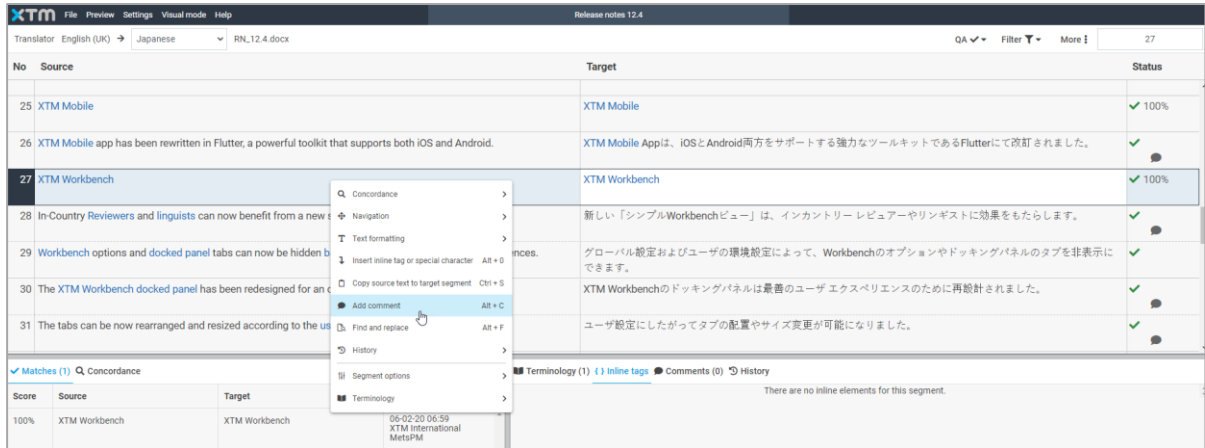 XTM File Preview Settings Visual mode Help Release notes 12.4
Translator English (UK) → Japanese RN_12.4.docx QA Filter More 27
No Source Target Status
25 XTM Mobile XTM Mobile 100%
26 XTM Mobile app has been rewritten in Flutter, a powerful toolkit that supports both iOS and Android. XTM Mobile Appは、iOSとAndroid両方をサポートする強力なツールキットであるFlutterにて改訂されました。
27 XTM Workbench XTM Workbench 100%
Concordance
28 In-Country Reviewers and linguists can now benefit from a new s 新しい「シンプルWorkbenchビュー」は、インカントリー レビュアーやリンギストに効果をもたらします。
Navigation
Text formatting
29 Workbench options and docked panel tabs can now be hidden b nces. グローバル設定およびユーザの環境設定によって、Workbenchのオプションやドッキングパネルのタブを非表示に
できます。
Insert inline tag or special character Alt + 0
Copy source text to target segment Ctrl + S
30 The XTM Workbench docked panel has been redesigned for an o XTM Workbenchのドッキングパネルは最善のユーザ エクスペリエンスのために再設計されました。
Add comment Alt + C
31 The tabs can be now rearranged and resized according to the us ユーザ設定にしたがってタブの配置やサイズ変更が可能になりました。
Find and replace Alt + F
History
Segment options
Terminology
Matches (1) Concordance Terminology (1) { } Inline tags Comments (0) History
Score Source Target There are no inline elements for this segment.
100% XTM Workbench XTM Workbench 06-02-20 06:59
XTM International
MetsPM